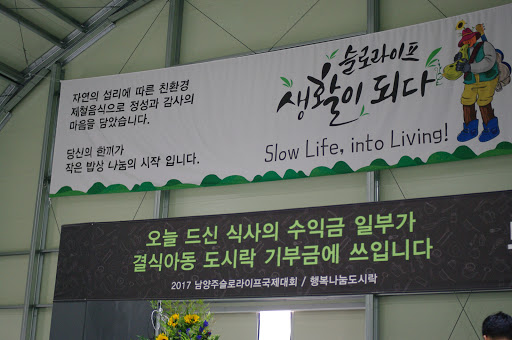 자연의 섭리에 따른 친환경
제철음식으로 정성과 감사의
마음을 담았습니다.
당신의 한끼가
작은 밥상 나눔의 시작 입니다.
슬로라이프
생활이 되다
Slow Life, into Living!
오늘 드신 식사의 수익금 일부가
결식아동 도시락 기부금에 쓰입니다
2017 남양주슬로라이프국제대회 / 행복나눔도시락